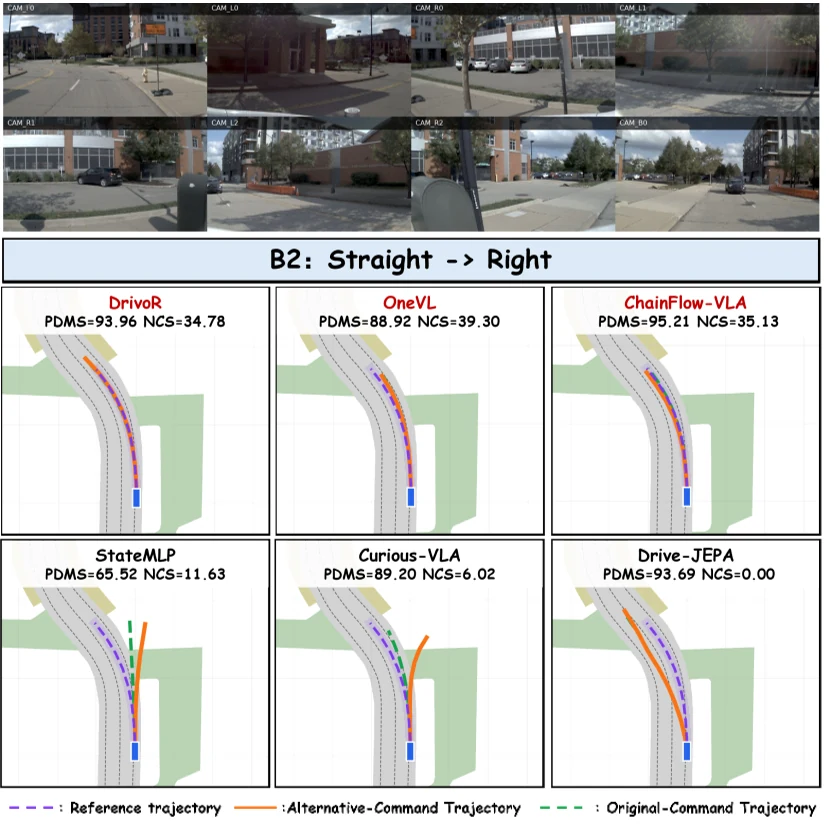 CAM_F0 CAM_L0 CAM_R0 CAM_L1
CAM_R1 CAM_L2 CAM_R2 CAM_B0
B2: Straight -> Right
DrivoR
PDMS=93.96 NCS=34.78
OneVL
PDMS=88.92 NCS=39.30
ChainFlow-VLA
PDMS=95.21 NCS=35.13
StateMLP
PDMS=65.52 NCS=11.63
Curious-VLA
PDMS=89.20 NCS=6.02
Drive-JEPA
PDMS=93.69 NCS=0.00
: Reference trajectory :Alternative-Command Trajectory : Original-Command Trajectory